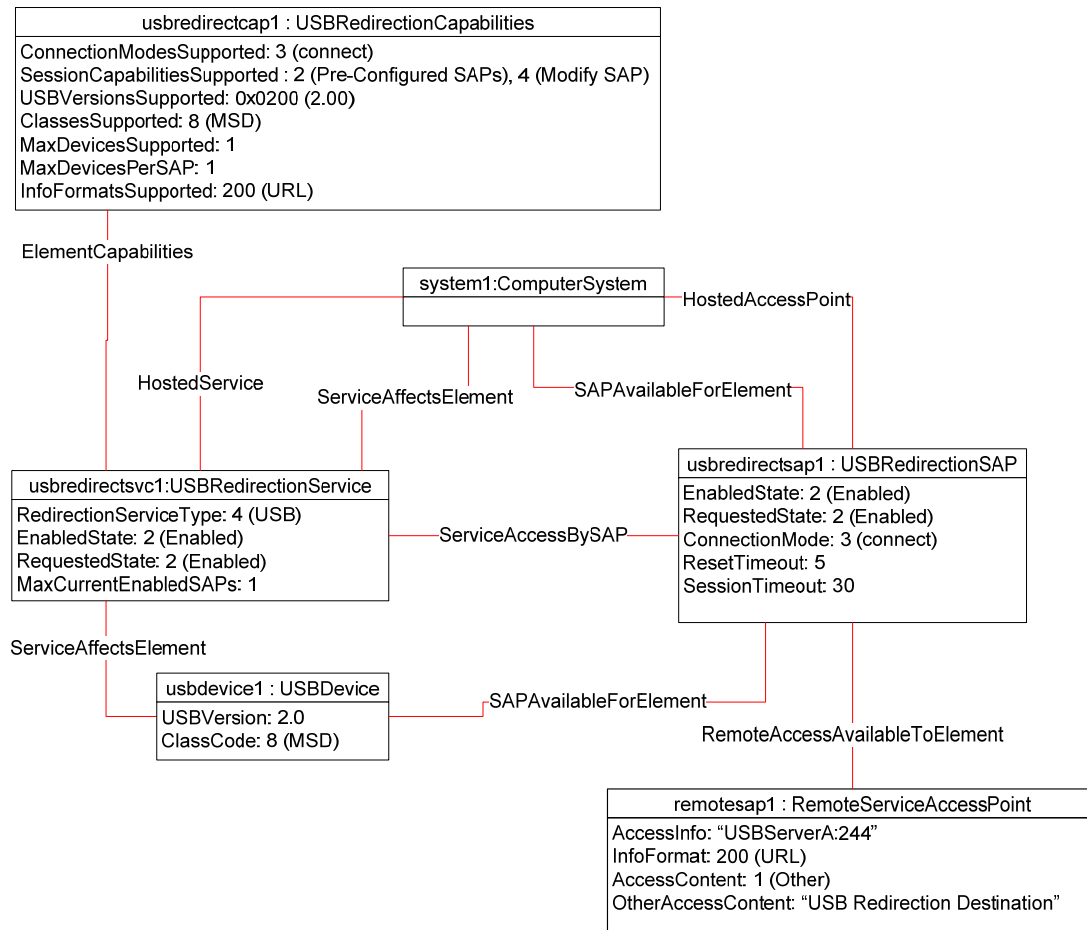 usbredirectcap1 : USBRedirectionCapabilities
ConnectionModesSupported: 3 (connect)
SessionCapabilitiesSupported : 2 (Pre-Configured SAPs), 4 (Modify SAP)
USBVersionsSupported: 0x0200 (2.00)
ClassesSupported: 8 (MSD)
MaxDevicesSupported: 1
MaxDevicesPerSAP: 1
InfoFormatsSupported: 200 (URL)
ElementCapabilities
system1:ComputerSystem
HostedAccessPoint
HostedService
ServiceAffectsElement
SAPAvailableForElement
usbredirectsvc1:USBRedirectionService
RedirectionServiceType: 4 (USB)
EnabledState: 2 (Enabled)
RequestedState: 2 (Enabled)
MaxCurrentEnabledSAPs: 1
ServiceAccessBySAP
usbredirectsap1 : USBRedirectionSAP
EnabledState: 2 (Enabled)
RequestedState: 2 (Enabled)
ConnectionMode: 3 (connect)
ResetTimeout: 5
SessionTimeout: 30
ServiceAffectsElement
usbdevice1 : USBDevice
USBVersion: 2.0
ClassCode: 8 (MSD)
SAPAvailableForElement
RemoteAccessAvailableToElement
remotesap1 : RemoteServiceAccessPoint
AccessInfo: “USBServerA:244”
InfoFormat: 200 (URL)
AccessContent: 1 (Other)
OtherAccessContent: “USB Redirection Destination”